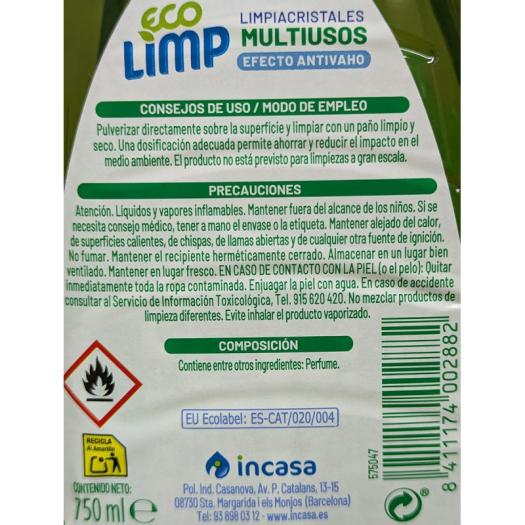 ECO
LIMP
LIMPIACRISTALES
MULTIUSOS
EFECTO ANTIVAHO
CONSEJOS DE USO / MODO DE EMPLEO
Pulverizar directamente sobre la superficie y limpiar con un paño limpio y
seco. Una dosificación adecuada permite ahorrar y reducir el impacto en el
medio ambiente. El producto no está previsto para limpiezas a gran escala.
PRECAUCIONES
Atención. Líquidos y vapores inflamables. Mantener fuera del alcance de los niños. Si se
necesita consejo médico, tener a mano el envase o la etiqueta. Mantener alejado del calor,
de superficies calientes, de chispas, de llamas abiertas y de cualquier otra fuente de ignición.
No fumar. Mantener el recipiente herméticamente cerrado. Almacenar en un lugar bien
ventilado. Mantener en lugar fresco. EN CASO DE CONTACTO CON LA PIEL (o el pelo): Quitar
inmediatamente toda la ropa contaminada. Enjuagar la piel con agua. En caso de accidente
consultar al Servicio de Información Toxicológica, Tel. 915 620 420. No mezclar productos de
limpieza diferentes. Evite inhalar el producto vaporizado.
COMPOSICIÓN
Contiene entre otros ingredientes: Perfume.
EU Ecolabel: ES-CAT/020/004
RECICLA
Al Amarillo
CONTENIDO NETO:
750 ml e
incasa
Pol. Ind. Casanova, Av. P. Catalans, 13-15
08730 Sta. Margarida i els Monjos (Barcelona)
Tel: 93 898 03 12 - www.incasa.es
575047
8 411174 002882